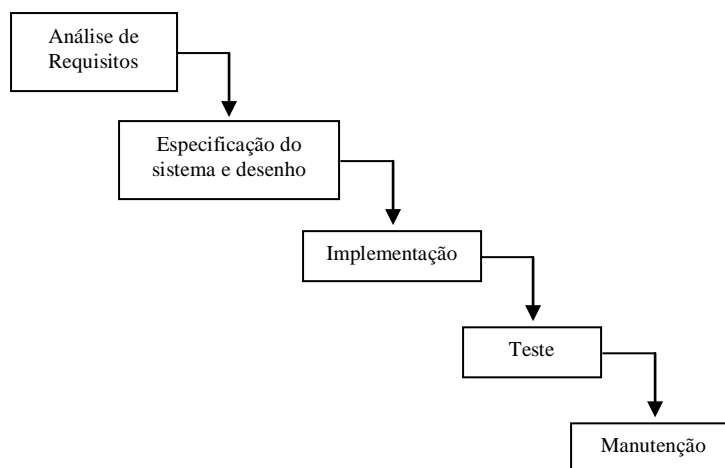 Análise de
Requisitos
Especificação do
sistema e desenho
Implementação
Teste
Manutenção